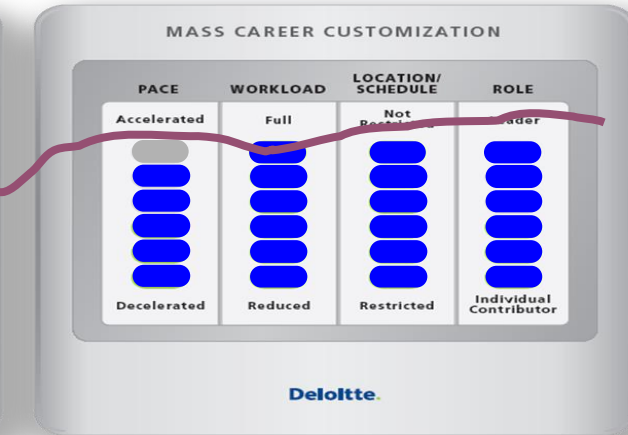 MASS CAREER CUSTOMIZATION
PACE
WORKLOAD
LOCATION/
SCHEDULE
ROLE
Accelerated
Full
Not
Decelerated
Reduced
Restricted
Individual
Contributor
Deloitte.